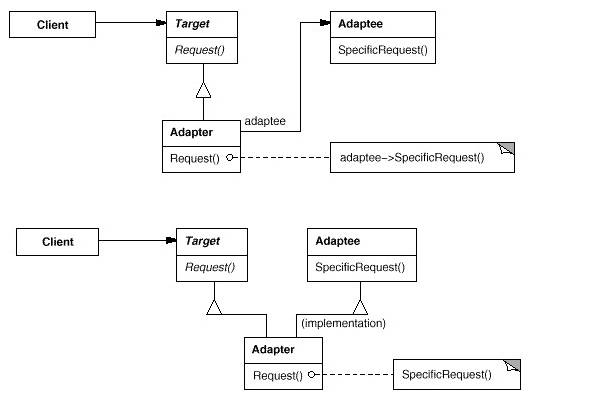 Client
Target
Request()
Adaptee
SpecificRequest()
adaptee
Adapter
Request()
adaptee->SpecificRequest()
Client
Target
Request()
Adaptee
SpecificRequest()
(implementation)
Adapter
Request()
SpecificRequest()